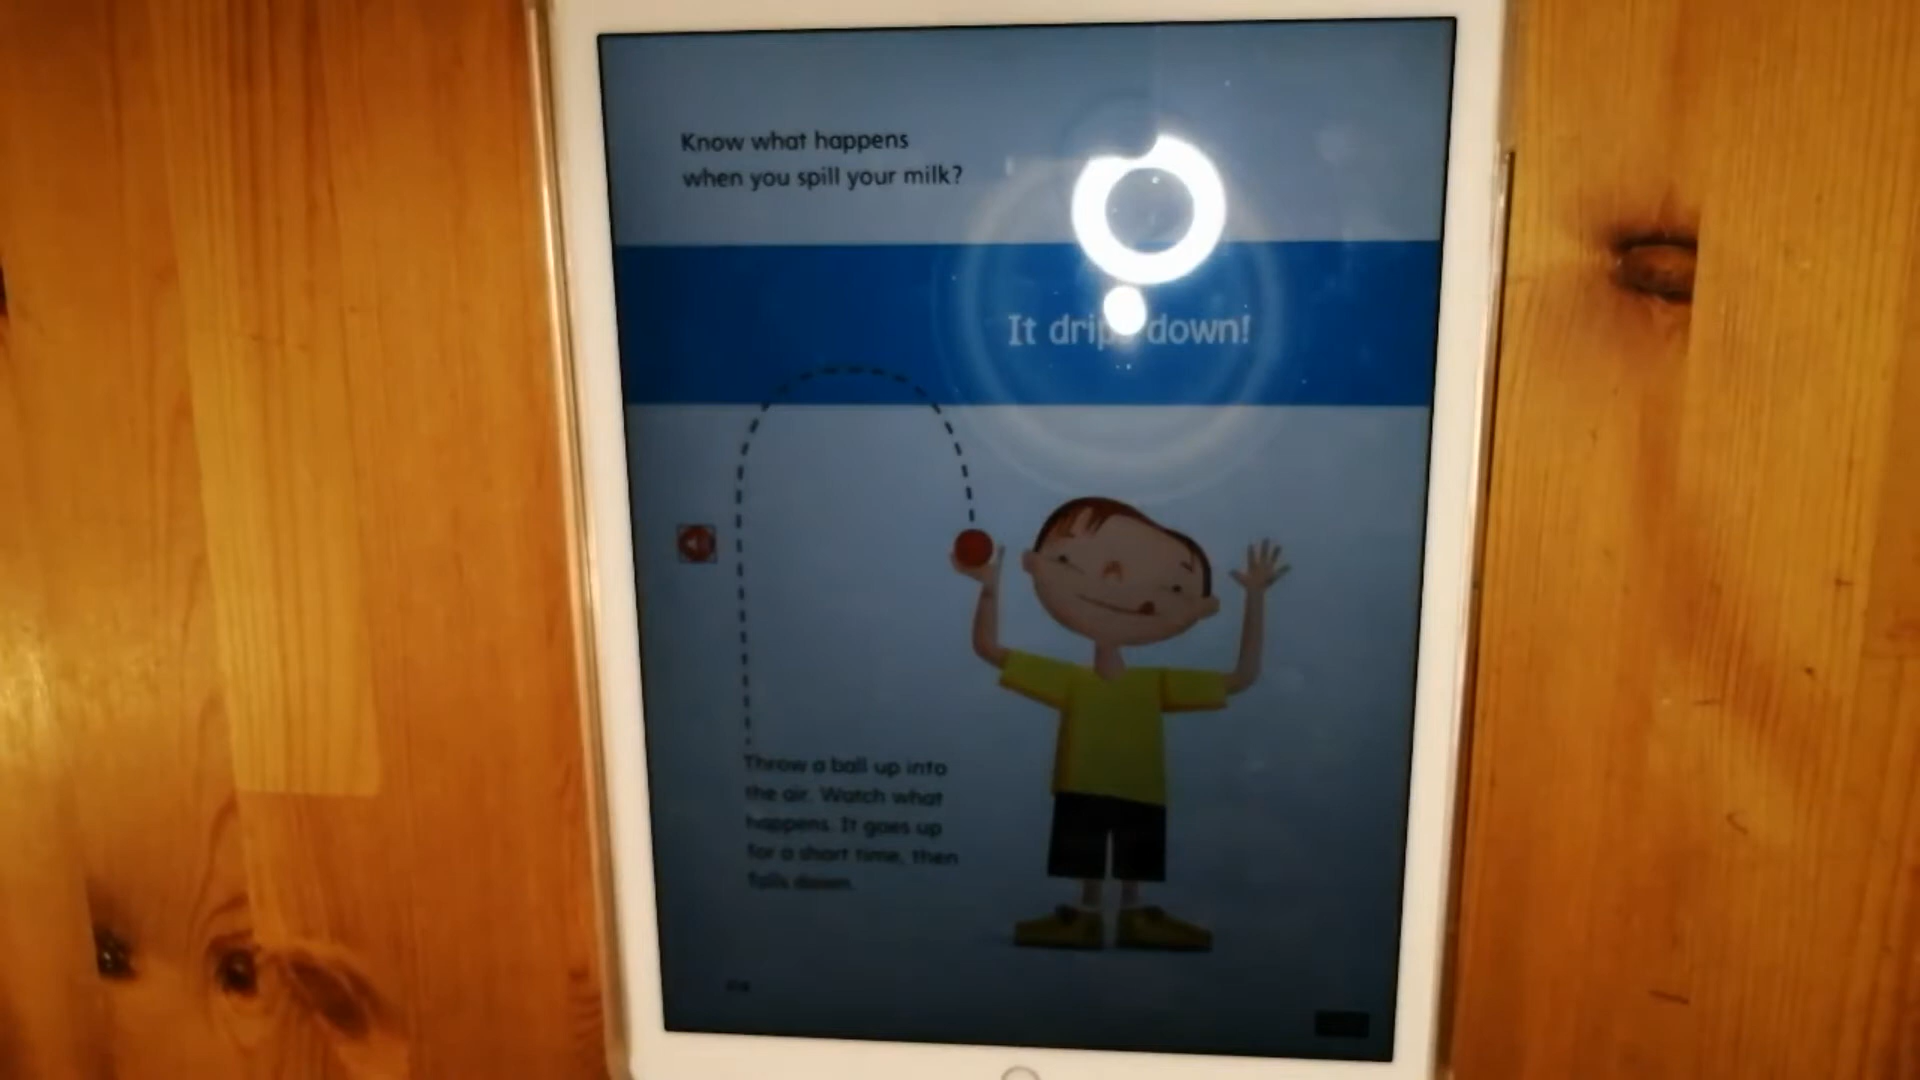 Know what happens
when you spill your milk?
It drips down!
Throw a ball up into
the air. Watch what
happens. It goes up
for a short time, then
falls down.